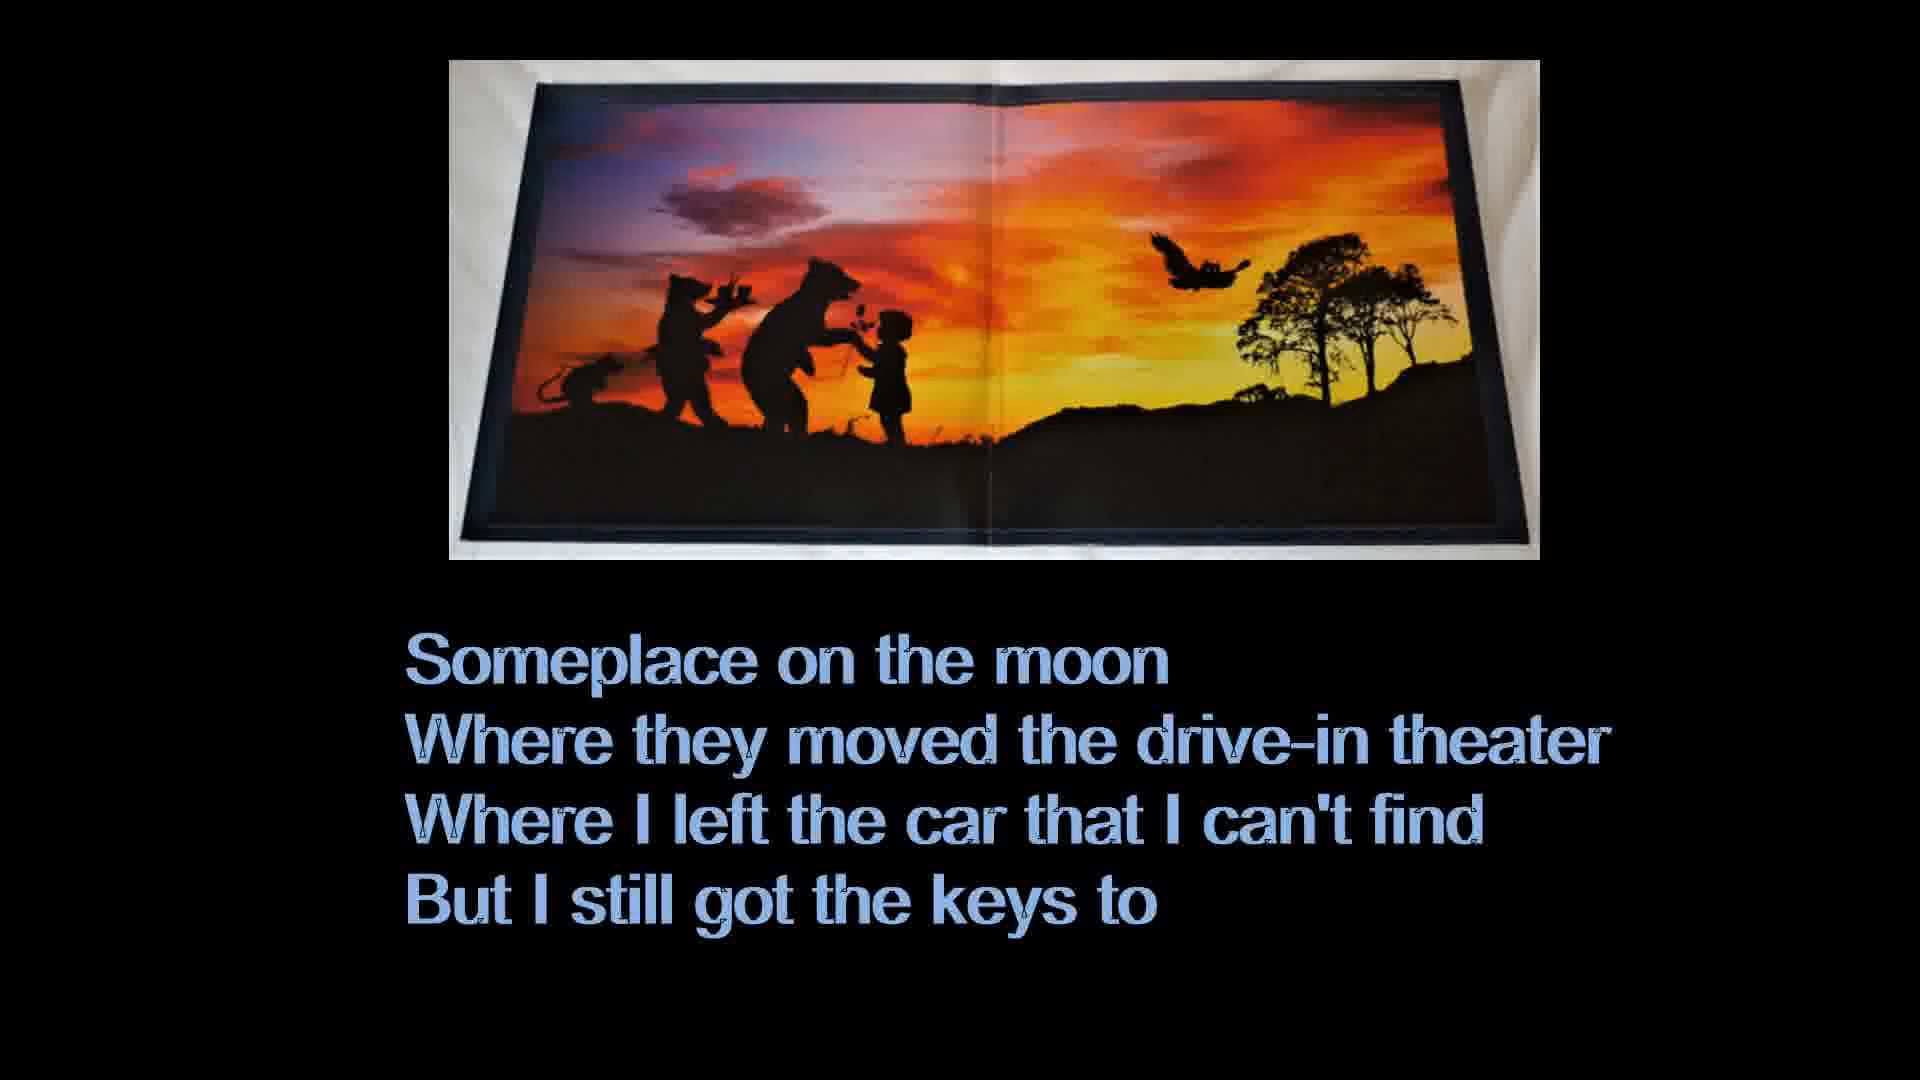 Someplace on the moon
Where they moved the drive-in theater
Where I left the car that I can't find
But I still got the keys to